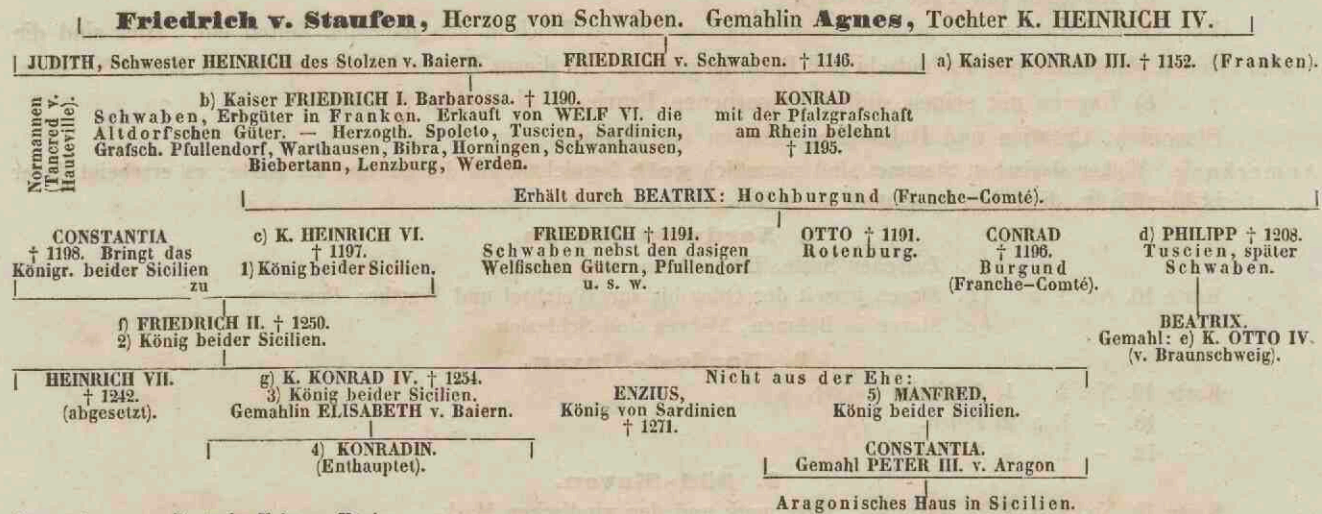 Friedrich v. Staufen, Herzog von Schwaben. Gemahlin Agnes, Tochter K. HEINRICH IV.
JUDITH, Schwester HEINRICH des Stolzen v. Baiern. FRIEDRICH v. Schwaben. † 1146. a) Kaiser KONRAD III. † 1152. (Franken).
Normannen
(Tancred v.
Hauteville).
b) Kaiser FRIEDRICH I. Barbarossa. † 1190.
Schwaben, Erbgüter in Franken. Erkauft von WELF VI. die
Altdorf'schen Güter. — Herzogth. Spoleto, Tuscien, Sardinien,
Grafsch. Pfullendorf, Warthausen, Bibra, Horningen, Schwanhausen,
Biebertann, Lenzburg, Werden.
KONRAD
mit der Pfalzgrafschaft
am Rhein belehnt
† 1195.
Erhält durch BEATRIX: Hochburgund (Franche-Comté).
CONSTANTIA
† 1198. Bringt das
Königr. beider Sicilien
zu
c) K. HEINRICH VI.
† 1197.
1) König beider Sicilien.
FRIEDRICH † 1191.
Schwaben nebst den dasigen
Welfischen Gütern, Pfullendorf
u. s. w.
OTTO † 1191.
Rotenburg.
CONRAD
† 1196.
Burgund
(Franche-Comté).
d) PHILIPP † 1208.
Tuscien, später
Schwaben.
f) FRIEDRICH II. † 1250.
2) König beider Sicilien.
BEATRIX.
Gemahl: e) K. OTTO IV.
(v. Braunschweig).
HEINRICH VII.
† 1242.
(abgesetzt).
g) K. KONRAD IV. † 1254.
3) König beider Sicilien.
Gemahlin ELISABETH v. Baiern.
Nicht aus der Ehe:
ENZIUS,
König von Sardinien
† 1271.
5) MANFRED,
König beider Sicilien.
4) KONRADIN.
(Enthauptet).
CONSTANTIA.
Gemahl PETER III. v. Aragon
Aragonisches Haus in Sicilien.